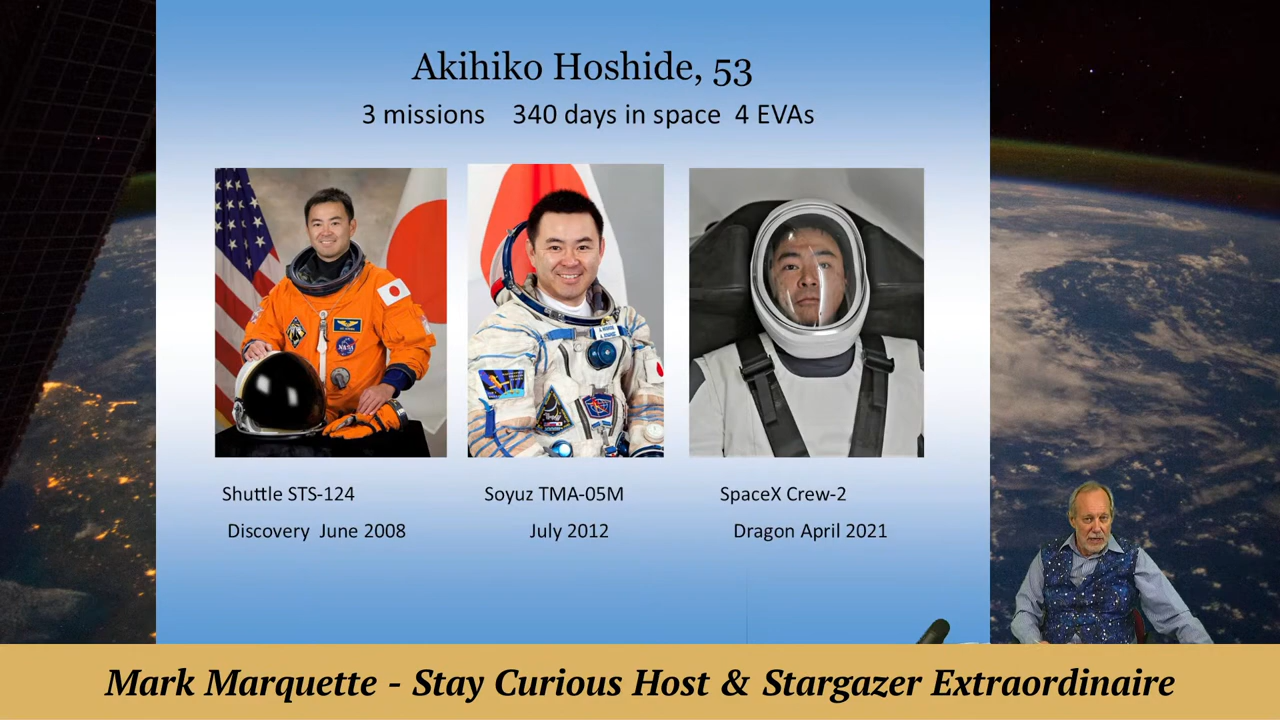 Akihiko Hoshide, 53
3 missions 340 days in space 4 EVAs
NASA
Shuttle STS-124
Soyuz TMA-05M
SpaceX Crew-2
Discovery June 2008
July 2012
Dragon April 2021
Mark Marquette - Stay Curious Host & Stargazer Extraordinaire